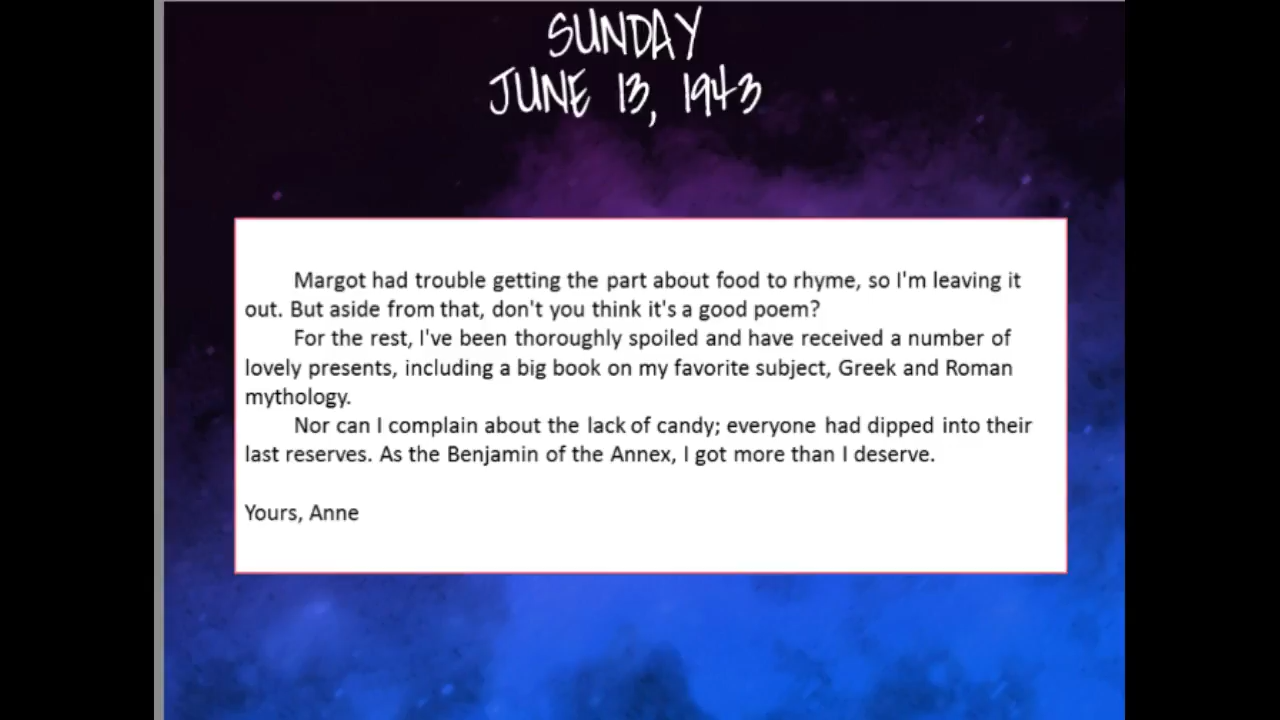 SUNDAY
JUNE 13, 1943
Margot had trouble getting the part about food to rhyme, so I'm leaving it
out. But aside from that, don't you think it's a good poem?
For the rest, I've been thoroughly spoiled and have received a number of
lovely presents, including a big book on my favorite subject, Greek and Roman
mythology.
Nor can I complain about the lack of candy; everyone had dipped into their
last reserves. As the Benjamin of the Annex, I got more than I deserve.
Yours, Anne